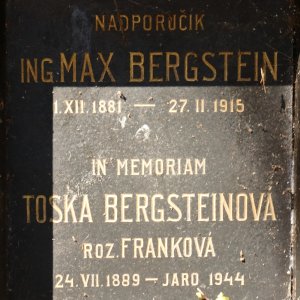 NADPORUČIK
ING. MAX BERGSTEIN
1. XII. 1881 — 27. II. 1915
IN MEMORIAM
TOSKA BERGSTEINOVÁ
ROZ. FRANKOVÁ
24. VII. 1889 — JARO 1944